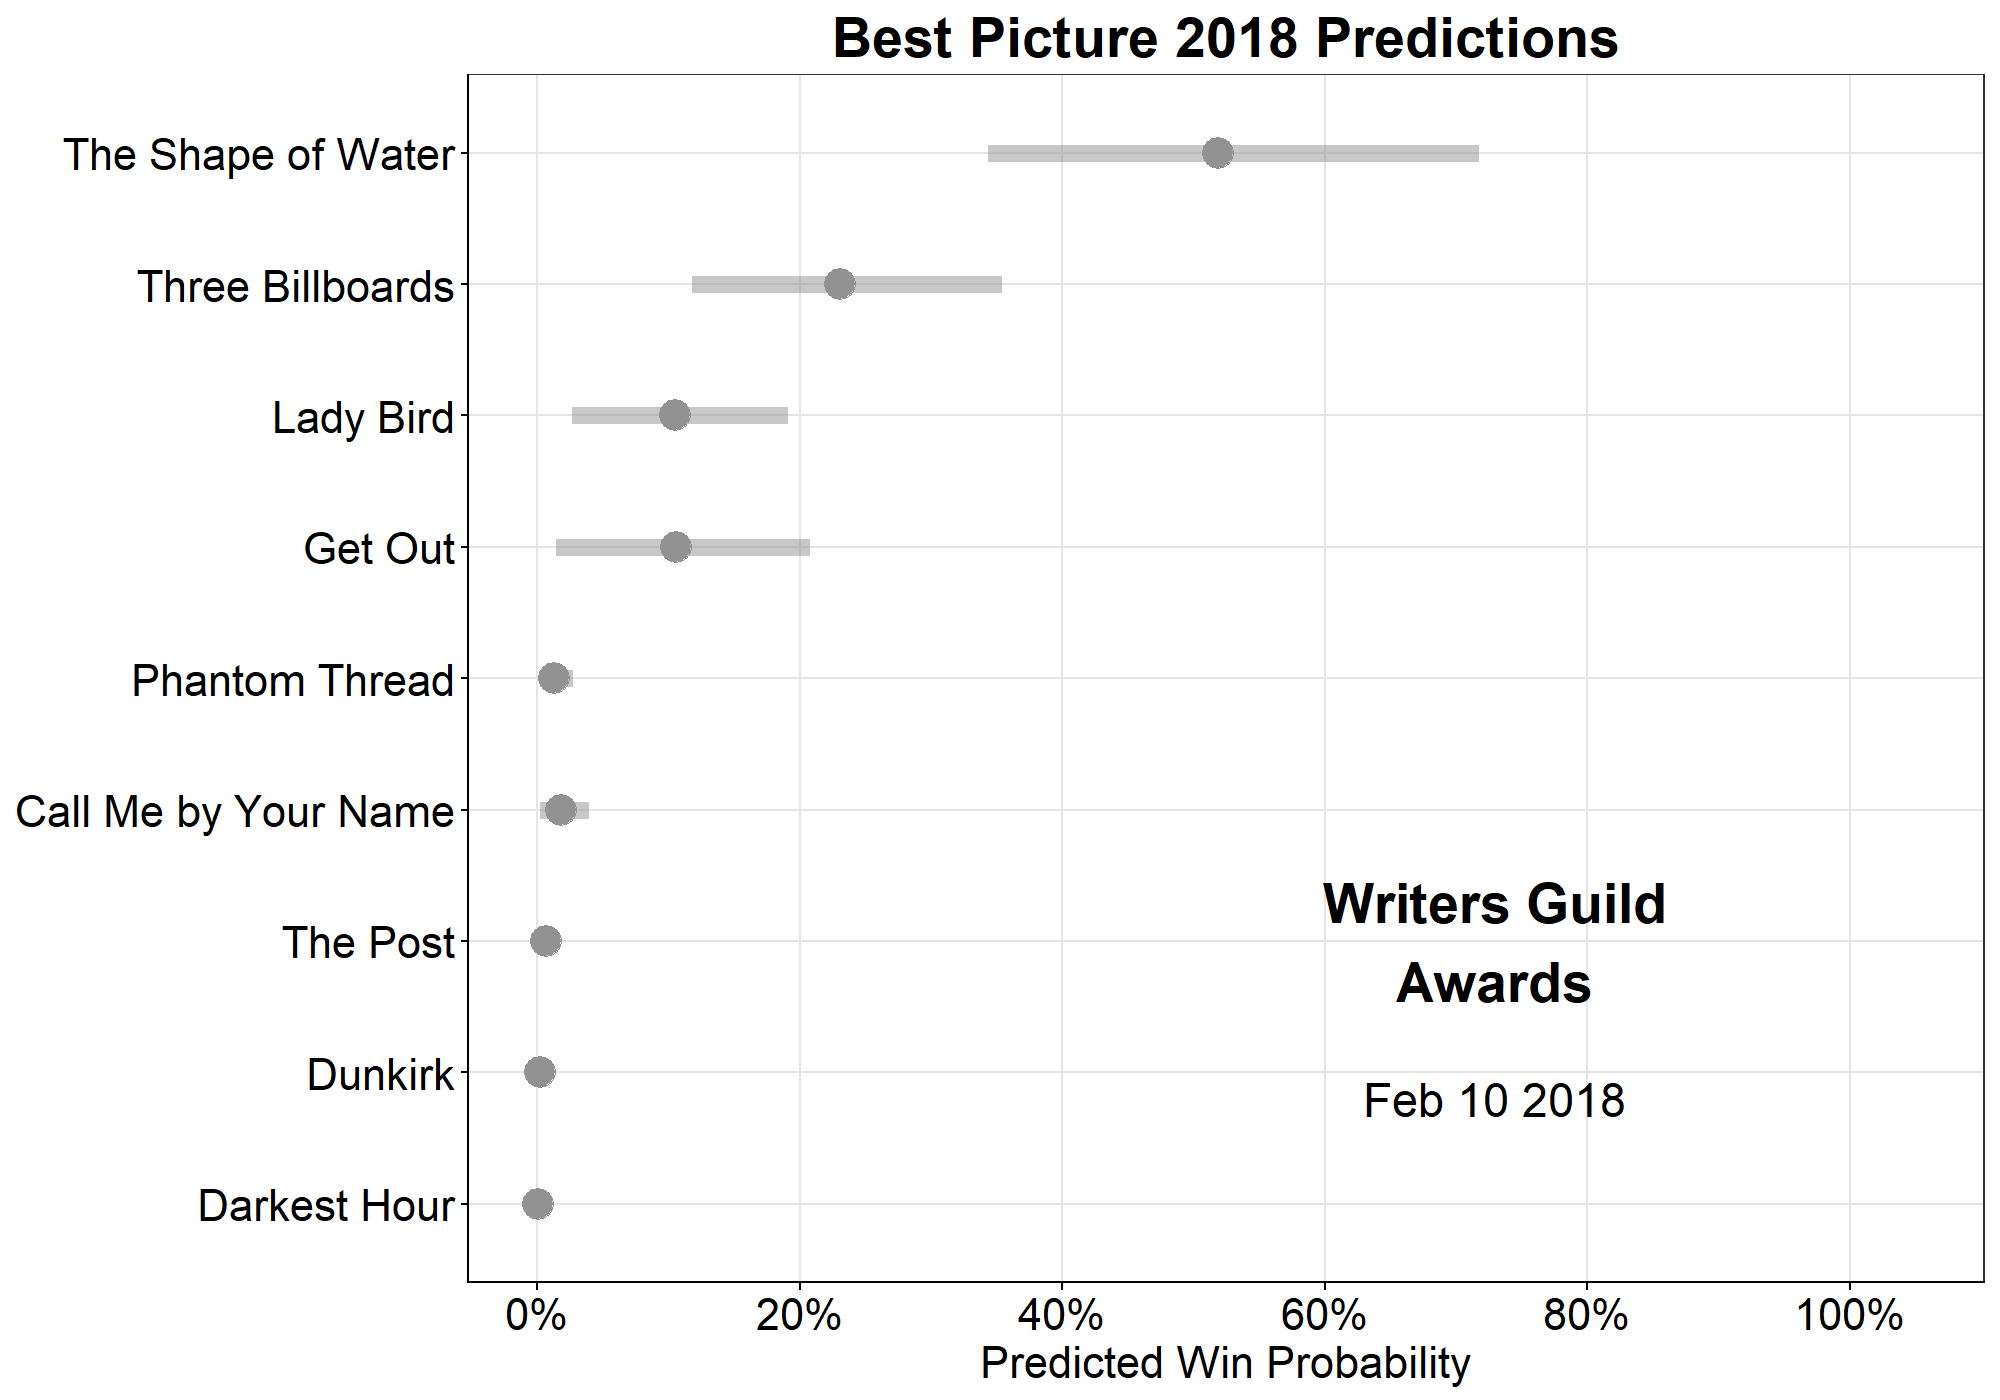 Best Picture 2018 Predictions
The Shape of Water
Three Billboards
Lady Bird
Get Out
Phantom Thread
Call Me by Your Name
The Post
Dunkirk
Darkest Hour
Writers Guild
Awards
Feb 10 2018
0% 20% 40% 60% 80% 100%
Predicted Win Probability